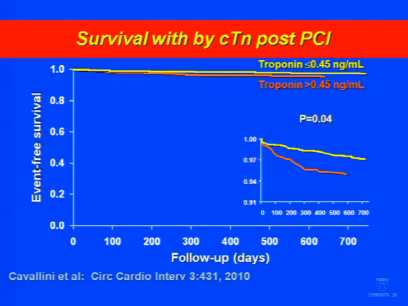 Survival with by cTn post PCI
Troponin ≤0.45 ng/mL
Troponin >0.45 ng/mL
P=0.04
Event-free survival
1.0
0.8
0.6
0.4
0.2
0.0
0 100 200 300 400 500 600 700
Follow-up (days)
1.00
0.97
0.94
0.91
0 100 200 300 400 500 600 700
Cavallini et al: Circ Cardio Interv 3:431, 2010